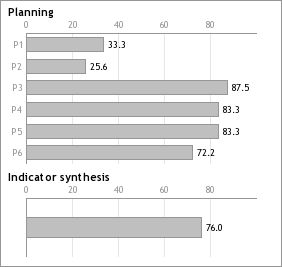 Planning
0 20 40 60 80
P1 33.3
P2 25.6
P3 87.5
P4 83.3
P5 83.3
P6 72.2
Indicator synthesis
0 20 40 60 80
76.0